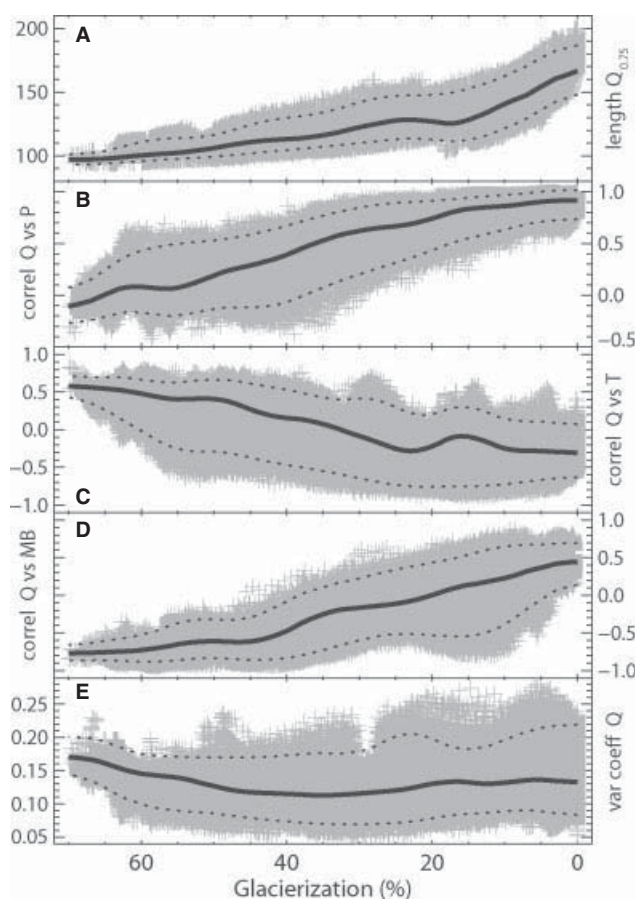 A
200
150
100
length Q0.75
B
1.0
0.5
0.0
−0.5
correl Q vs P
C
1.0
0.5
0.0
−0.5
−1.0
correl Q vs T
D
1.0
0.5
0.0
−0.5
−1.0
correl Q vs MB
E
0.25
0.20
0.15
0.10
0.05
var coeff Q
60 40 20 0
Glacierization (%)